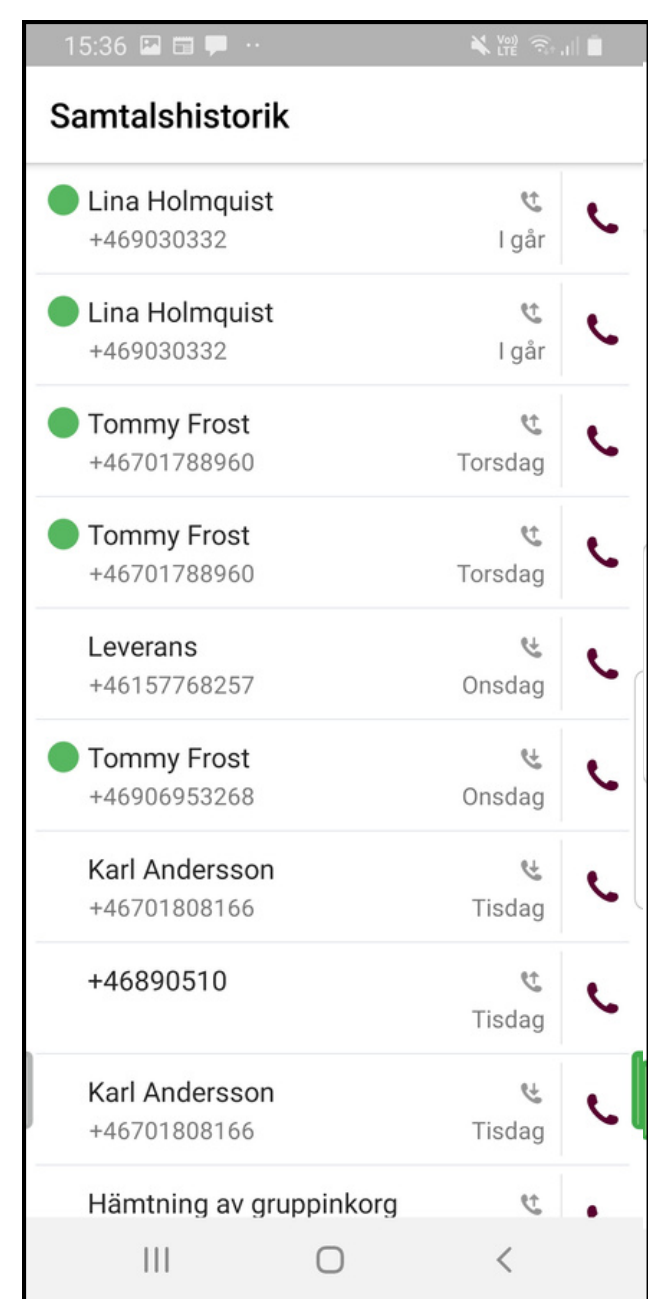 15:36
Vo))
LTE
Samtalshistorik
Lina Holmquist
+469030332
I går
Lina Holmquist
+469030332
I går
Tommy Frost
+46701788960
Torsdag
Tommy Frost
+46701788960
Torsdag
Leverans
+46157768257
Onsdag
Tommy Frost
+46906953268
Onsdag
Karl Andersson
+46701808166
Tisdag
+46890510
Tisdag
Karl Andersson
+46701808166
Tisdag
Hämtning av gruppinkorg